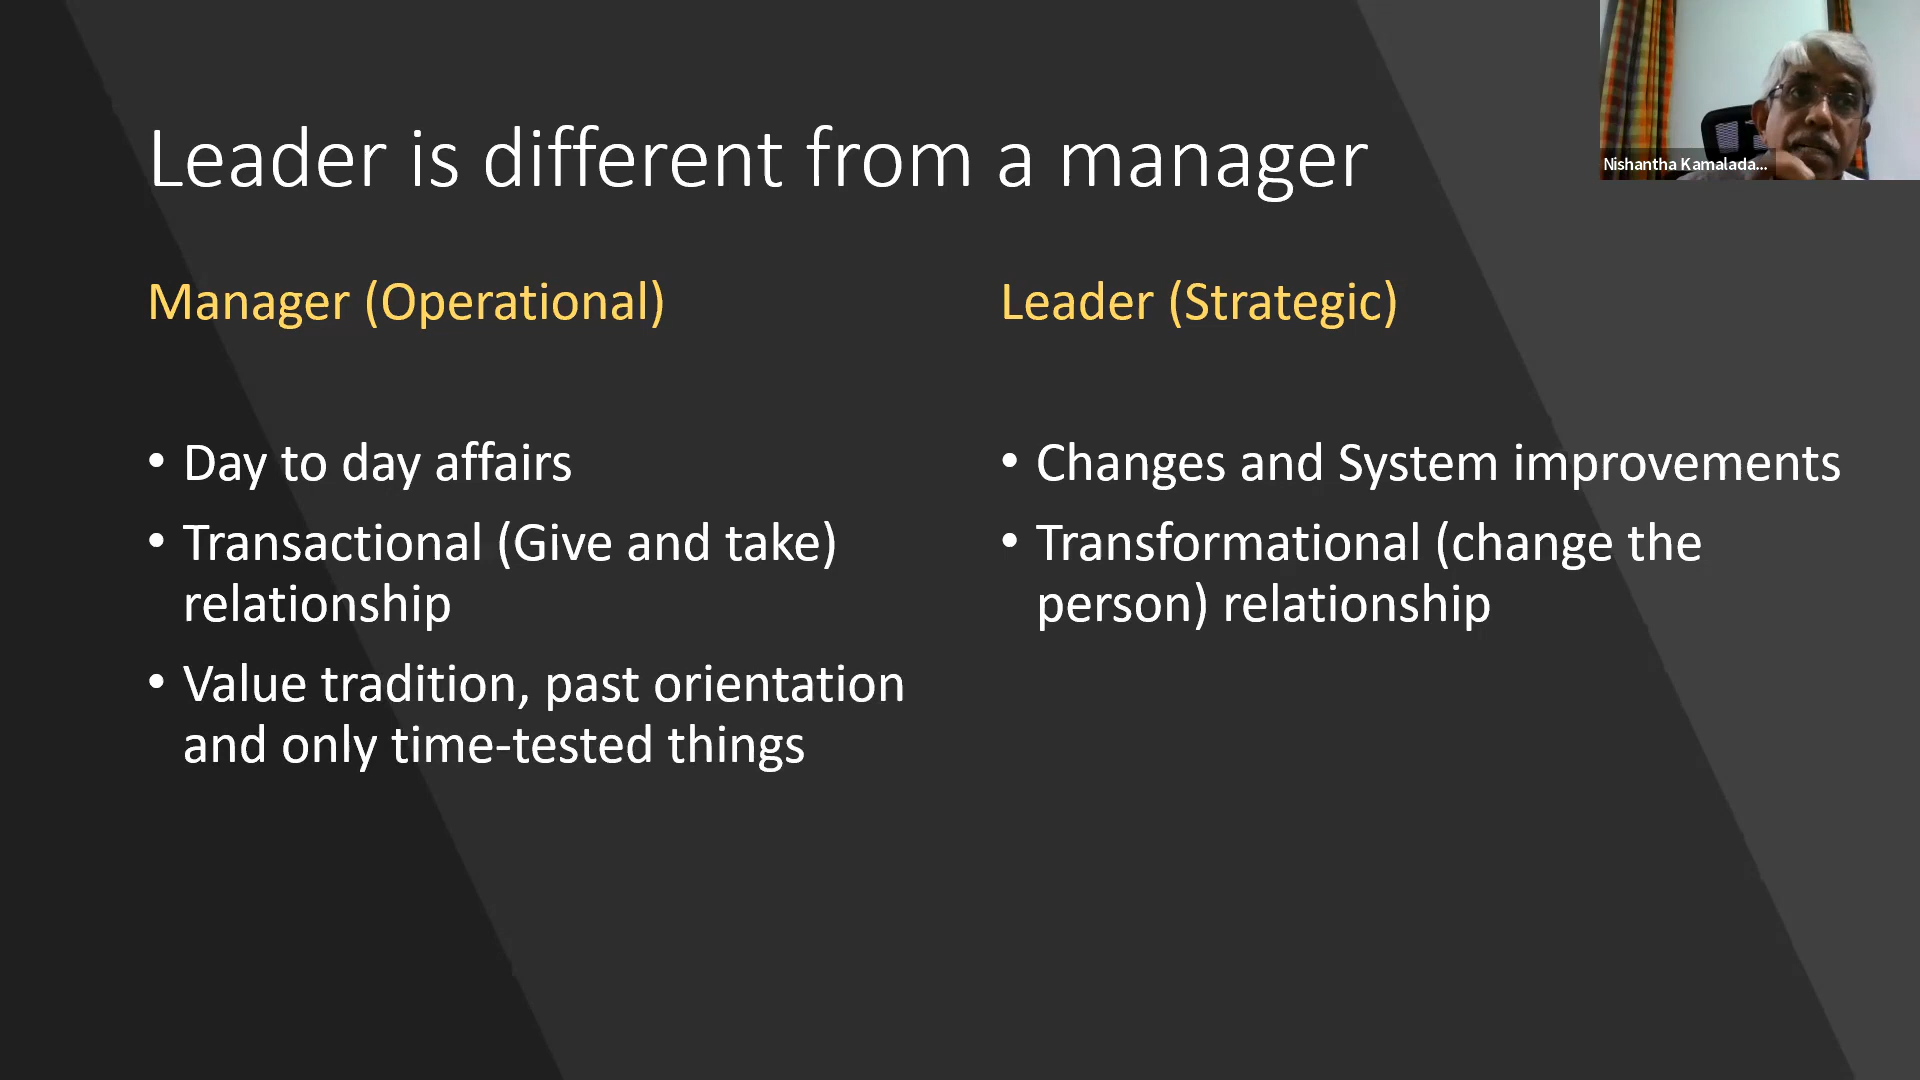 Leader is different from a manager
Nishantha Kamalada...
Manager (Operational)
• Day to day affairs
• Transactional (Give and take)
relationship
• Value tradition, past orientation
and only time-tested things
Leader (Strategic)
• Changes and System improvements
• Transformational (change the
person) relationship